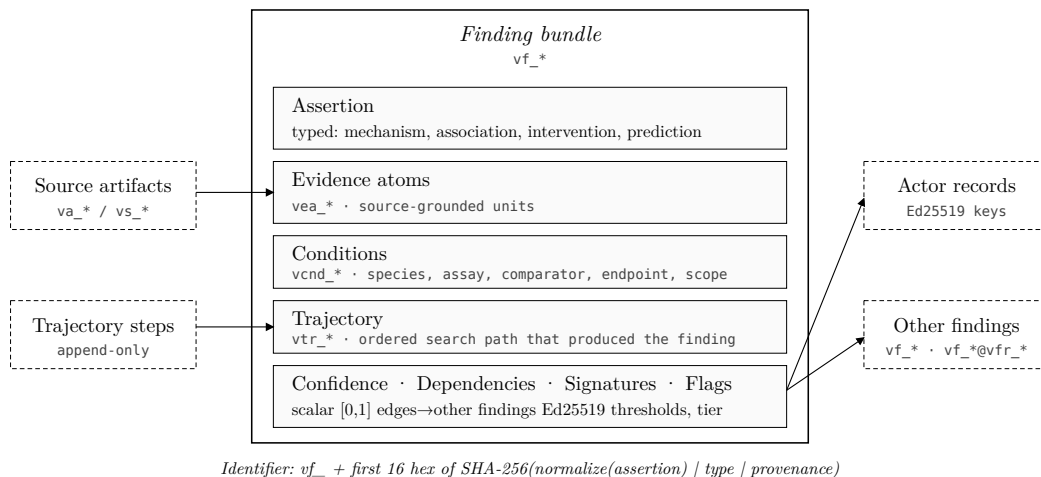 Finding bundle
vf_*
Assertion
typed: mechanism, association, intervention, prediction
Source artifacts
va_* / vs_*
Evidence atoms
vea_* · source-grounded units
Actor records
Ed25519 keys
Conditions
vcnd_* · species, assay, comparator, endpoint, scope
Trajectory steps
append-only
Trajectory
vtr_* · ordered search path that produced the finding
Other findings
vf_* · vf_*@vfr_*
Confidence · Dependencies · Signatures · Flags
scalar [0,1] edges→other findings Ed25519 thresholds, tier
Identifier: vf_ + first 16 hex of SHA-256(normalize(assertion) | type | provenance)